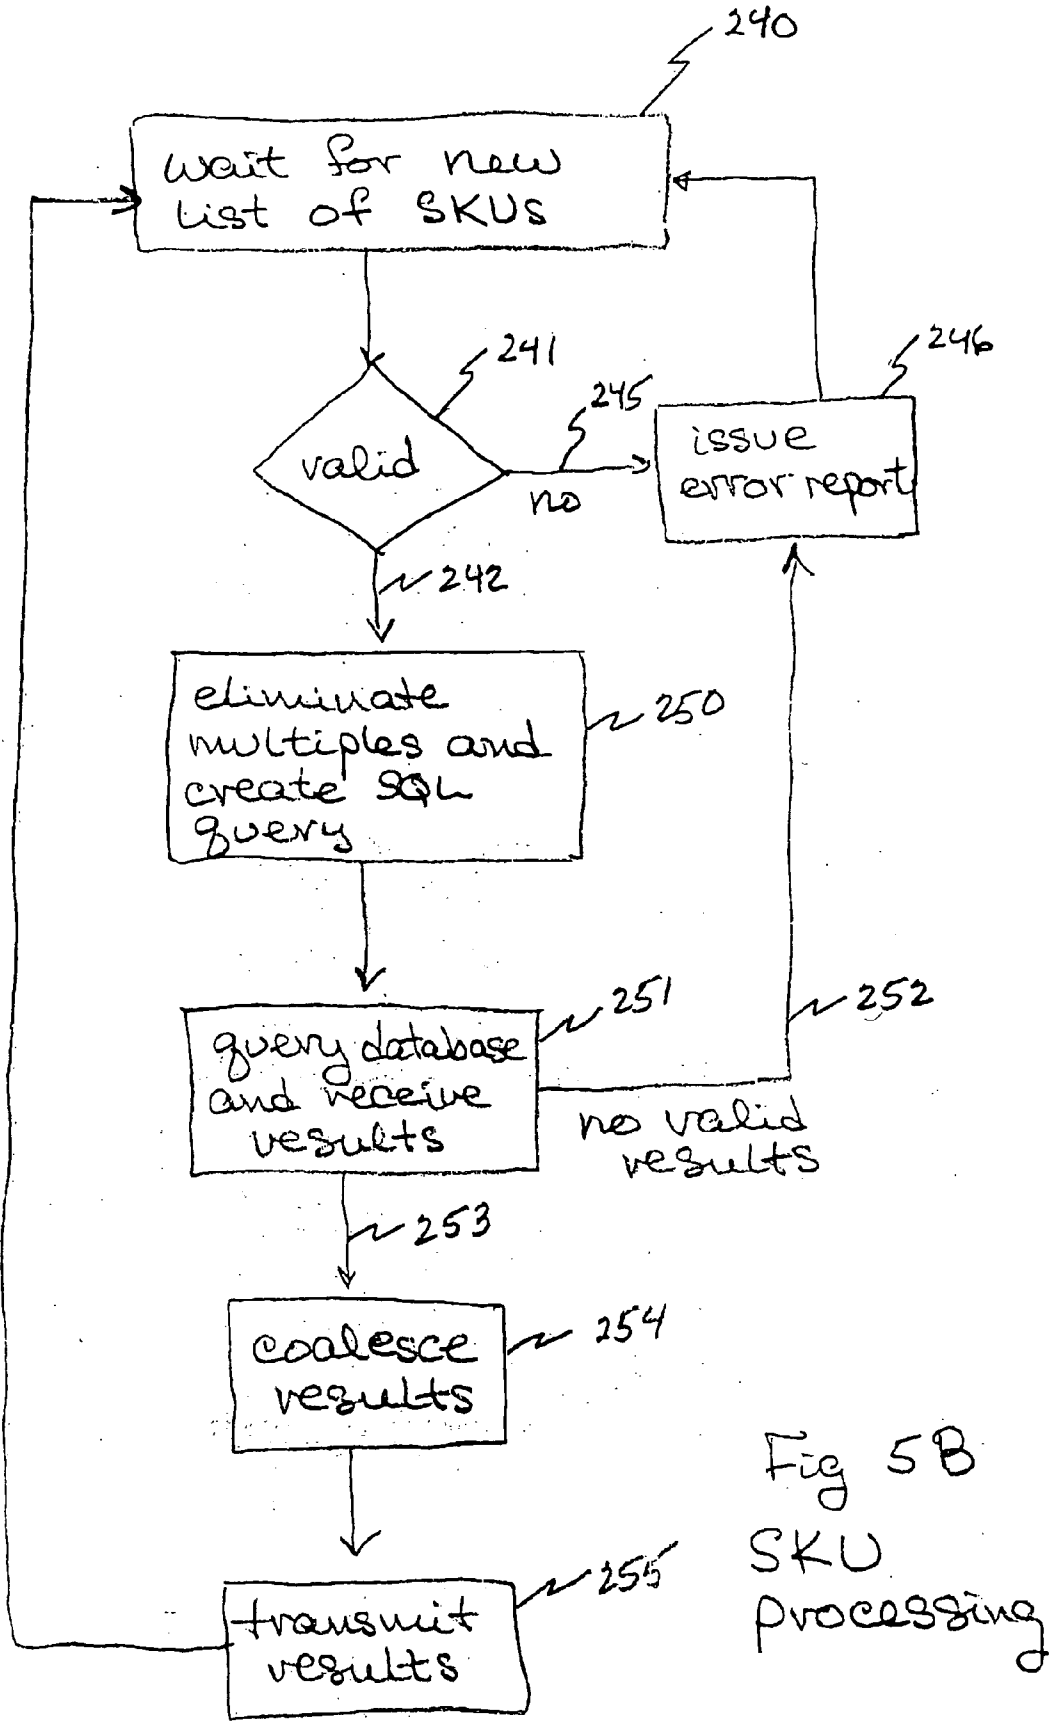 240
wait for new
list of SKUs
241
246
245
valid
issue
error report
no
242
eliminate
multiples and
create SQL
query
250
251
252
query database
and receive
results
no valid
results
253
coalesce
results
254
Fig 5B
SKU
processing
255
transmit
results